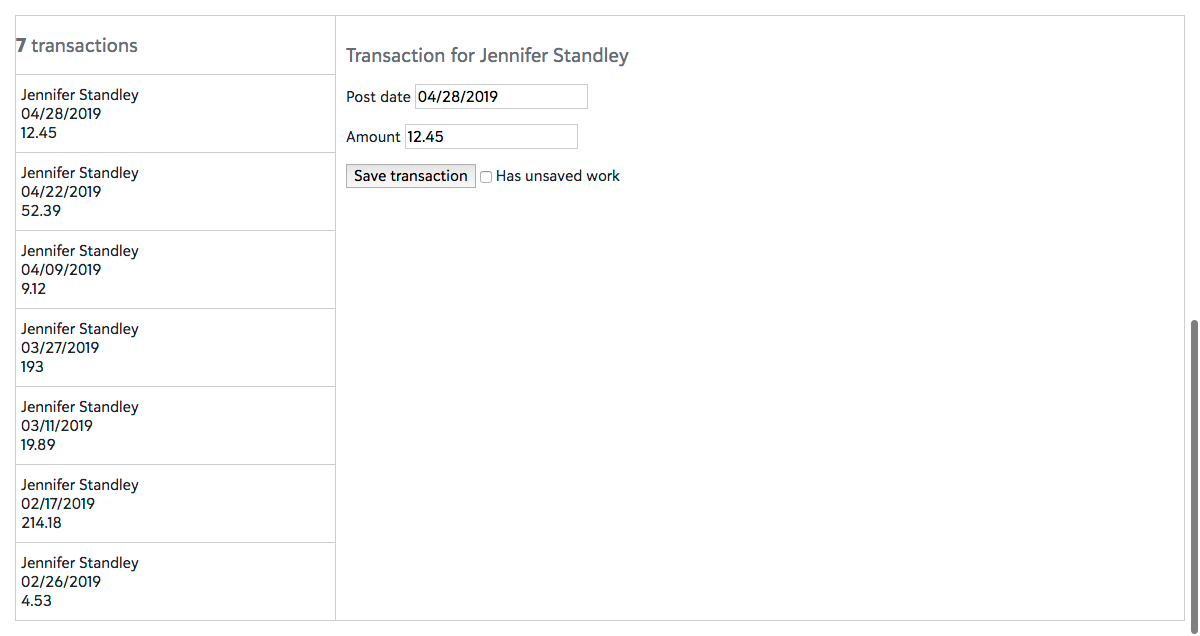 7 transactions
Jennifer Standley
04/28/2019
12.45
Jennifer Standley
04/22/2019
52.39
Jennifer Standley
04/09/2019
9.12
Jennifer Standley
03/27/2019
193
Jennifer Standley
03/11/2019
19.89
Jennifer Standley
02/17/2019
214.18
Jennifer Standley
02/26/2019
4.53
Transaction for Jennifer Standley
Post date 04/28/2019
Amount 12.45
Save transaction Has unsaved work